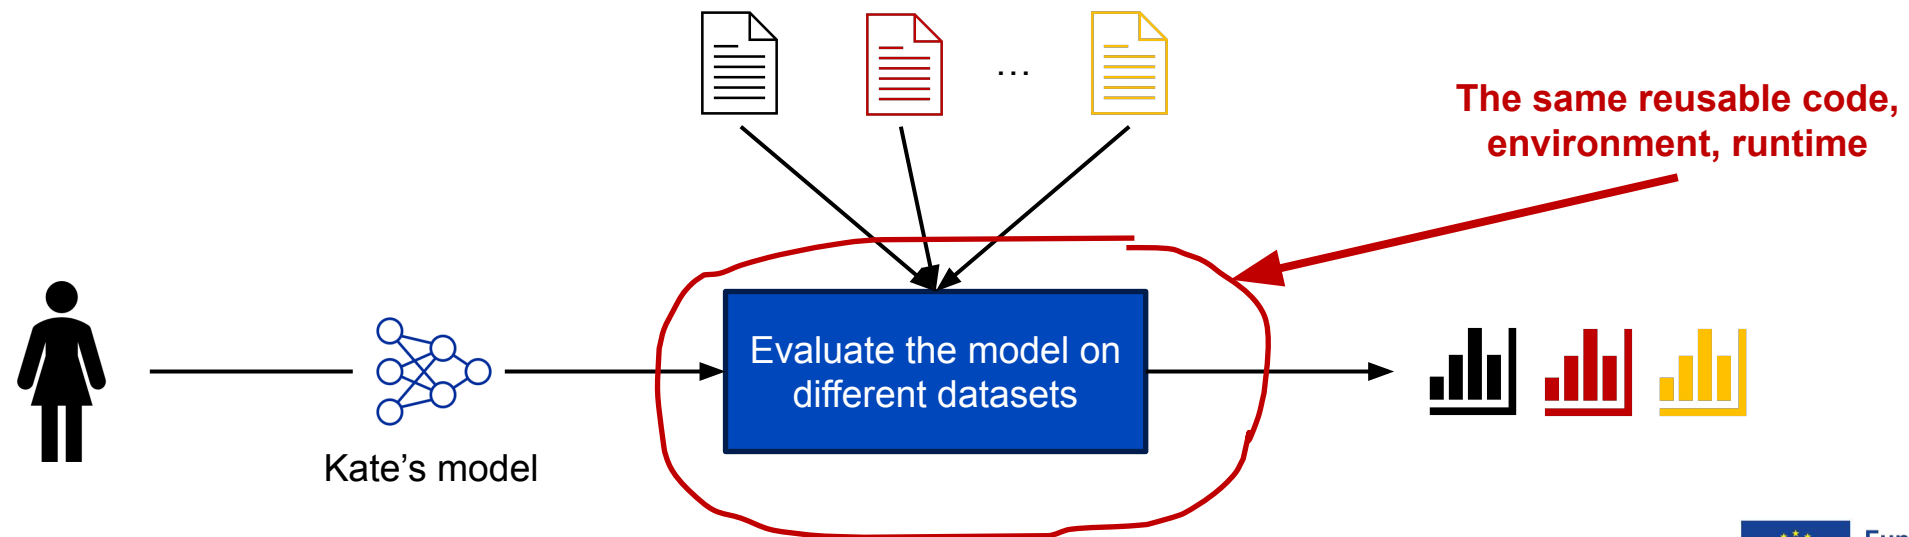 ...
The same reusable code,
environment, runtime
Evaluate the model on
different datasets
Kate's model